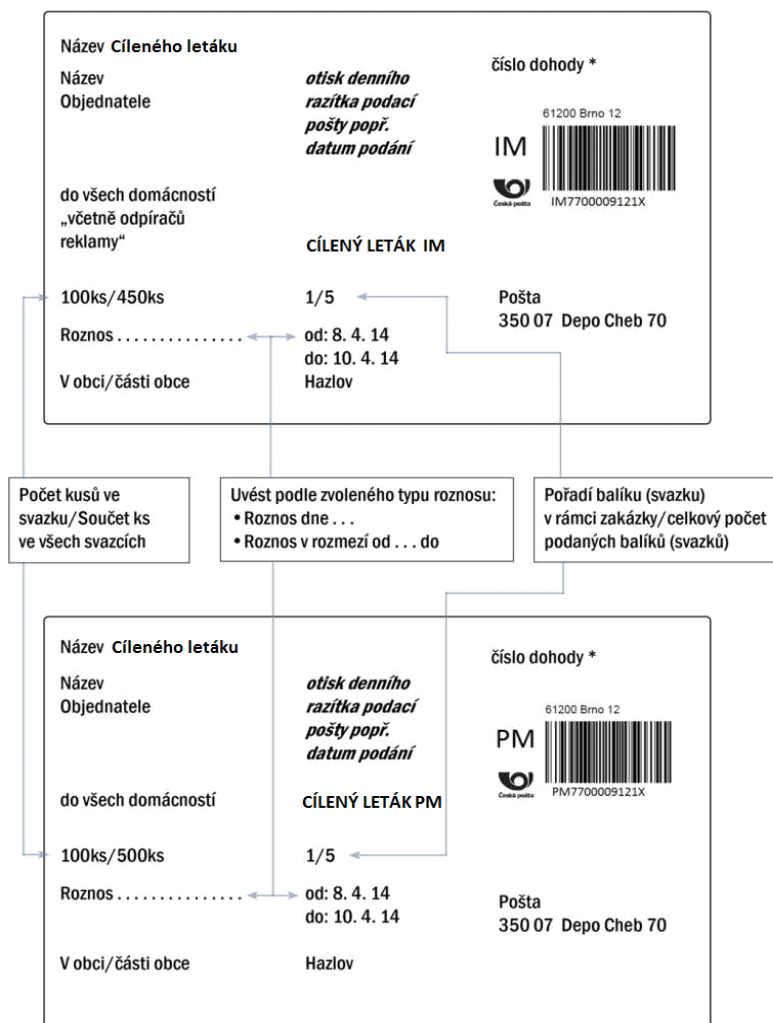 Název Cíleného letáku
Název
Objednatele
otisk denního
razítka podací
pošty popř.
datum podání
číslo dohody *
61200 Brno 12
IM
Česká pošta
IM7700009121X
do všech domácností
„včetně odpíračů
reklamy“
CÍLENÝ LETÁK IM
100ks/450ks
1/5
Pošta
350 07 Depo Cheb 70
Roznos . . . . . . . . . . . . . . .
od: 8. 4. 14
do: 10. 4. 14
V obci/části obce
Hazlov
Počet kusů ve
svazku/Součet ks
ve všech svazcích
Uvést podle zvoleného typu roznosu:
• Roznos dne . . .
• Roznos v rozmezí od . . . do
Pořadí balíku (svazku)
v rámci zakázky/celkový počet
podaných balíků (svazků)
Název Cíleného letáku
Název
Objednatele
otisk denního
razítka podací
pošty popř.
datum podání
číslo dohody *
61200 Brno 12
PM
Česká pošta
PM7700009121X
do všech domácností
CÍLENÝ LETÁK PM
100ks/500ks
1/5
Roznos . . . . . . . . . . . . . . .
od: 8. 4. 14
do: 10. 4. 14
Pošta
350 07 Depo Cheb 70
V obci/části obce
Hazlov